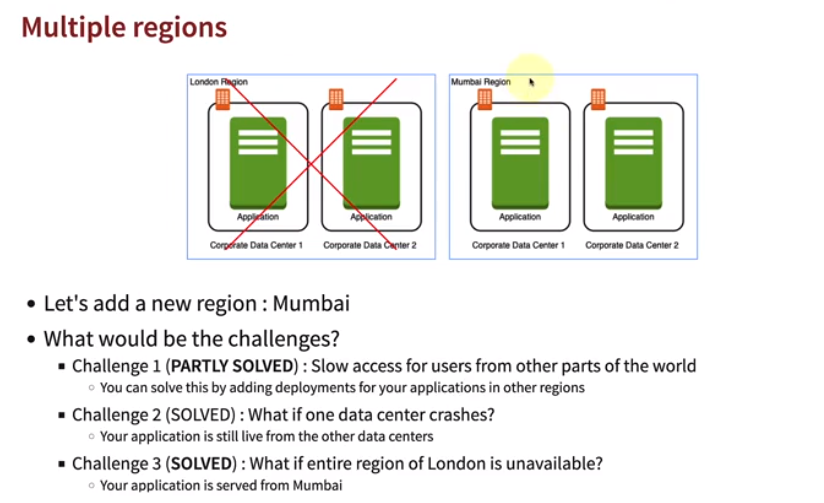 Multiple regions
London Region
Mumbai Region
Application
Application
Application
Application
Corporate Data Center 1
Corporate Data Center 2
Corporate Data Center 1
Corporate Data Center 2
Let's add a new region : Mumbai
What would be the challenges?
Challenge 1 (PARTLY SOLVED) : Slow access for users from other parts of the world
You can solve this by adding deployments for your applications in other regions
Challenge 2 (SOLVED) : What if one data center crashes?
Your application is still live from the other data centers
Challenge 3 (SOLVED) : What if entire region of London is unavailable?
Your application is served from Mumbai